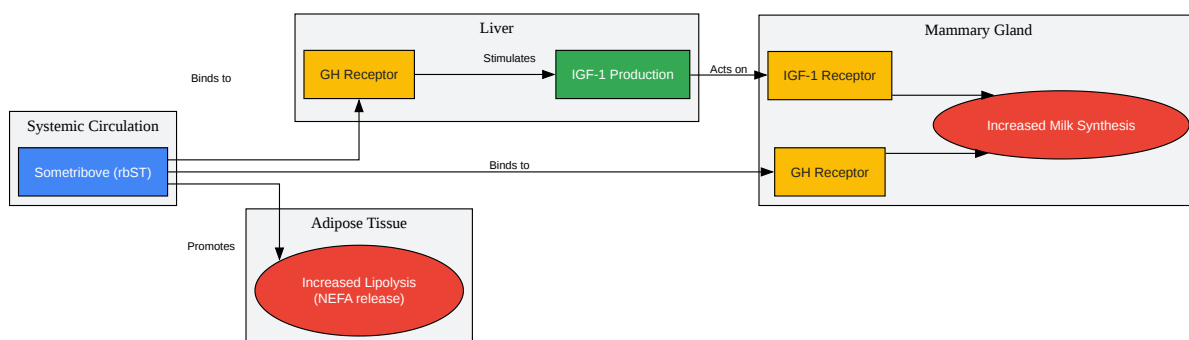 Liver
GH Receptor
Stimulates
IGF-1 Production
Acts on
Mammary Gland
IGF-1 Receptor
Increased Milk Synthesis
Binds to
Systemic Circulation
Sometribove (rbST)
Binds to
GH Receptor
Adipose Tissue
Promotes
Increased Lipolysis
(NEFA release)